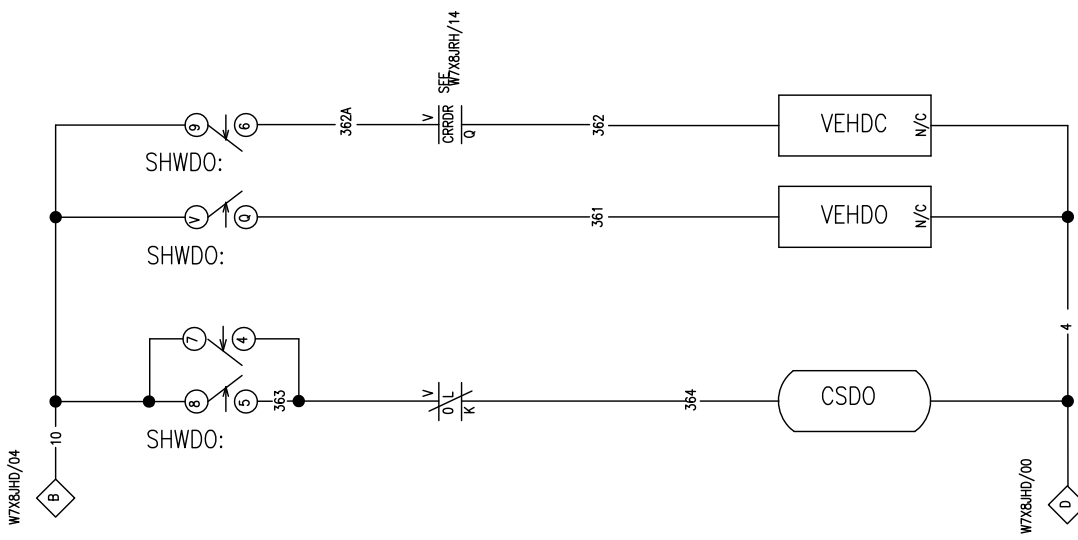 W7X8JHD/04
B
10
9
6
SHWDO:
362A
V
CRRDR
Q
SEE
W7X8JRH/14
362
VEHDC
N/C
V
Q
SHWDO:
361
VEHDO
N/C
7
4
8
5
SHWDO:
363
V
O L
K
364
CSDO
4
W7X8JHD/00
D